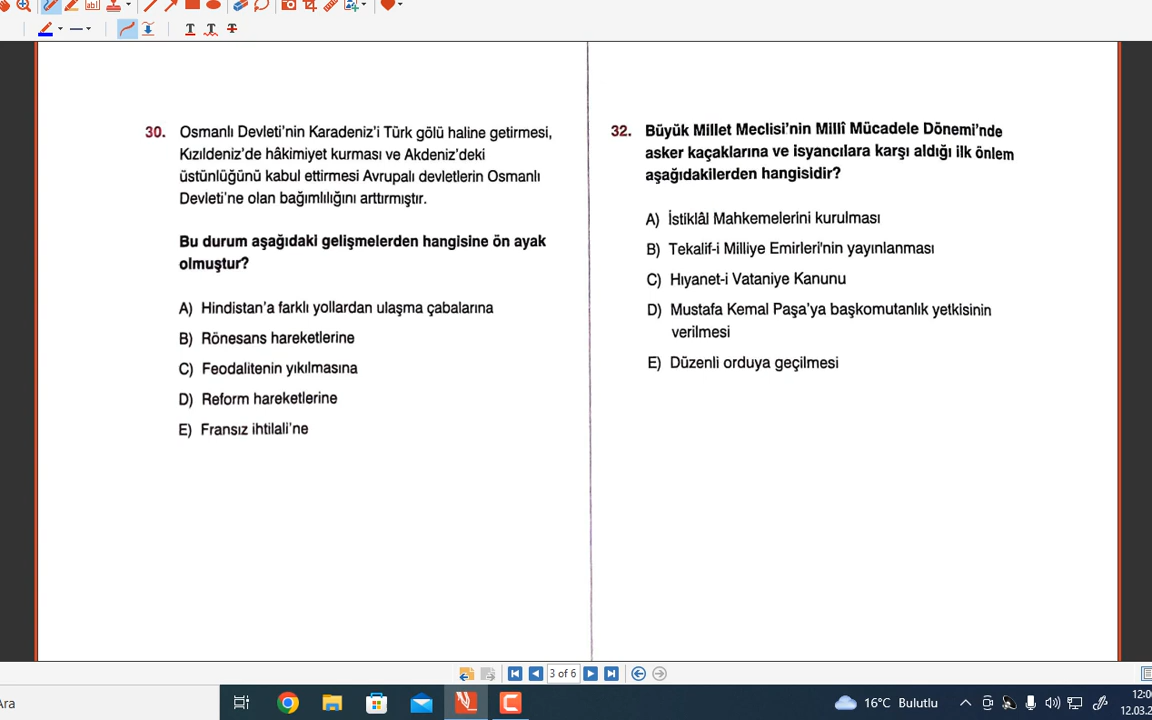 30. Osmanlı Devleti'nin Karadeniz'i Türk gölü haline getirmesi,
Kızıldeniz'de hâkimiyet kurması ve Akdeniz'deki
üstünlüğünü kabul ettirmesi Avrupalı devletlerin Osmanlı
Devleti'ne olan bağımlılığını arttırmıştır.
Bu durum aşağıdaki gelişmelerden hangisine ön ayak
olmuştur?
A) Hindistan'a farklı yollardan ulaşma çabalarına
B) Rönesans hareketlerine
C) Feodalitenin yıkılmasına
D) Reform hareketlerine
E) Fransız ihtilali'ne
32. Büyük Millet Meclisi'nin Millî Mücadele Dönemi'nde
asker kaçaklarına ve isyancılara karşı aldığı ilk önlem
aşağıdakilerden hangisidir?
A) İstiklâl Mahkemelerini kurulması
B) Tekalif-i Milliye Emirleri'nin yayınlanması
C) Hıyanet-i Vataniye Kanunu
D) Mustafa Kemal Paşa'ya başkomutanlık yetkisinin
verilmesi
E) Düzenli orduya geçilmesi
3 of 6
16°C Bulutlu